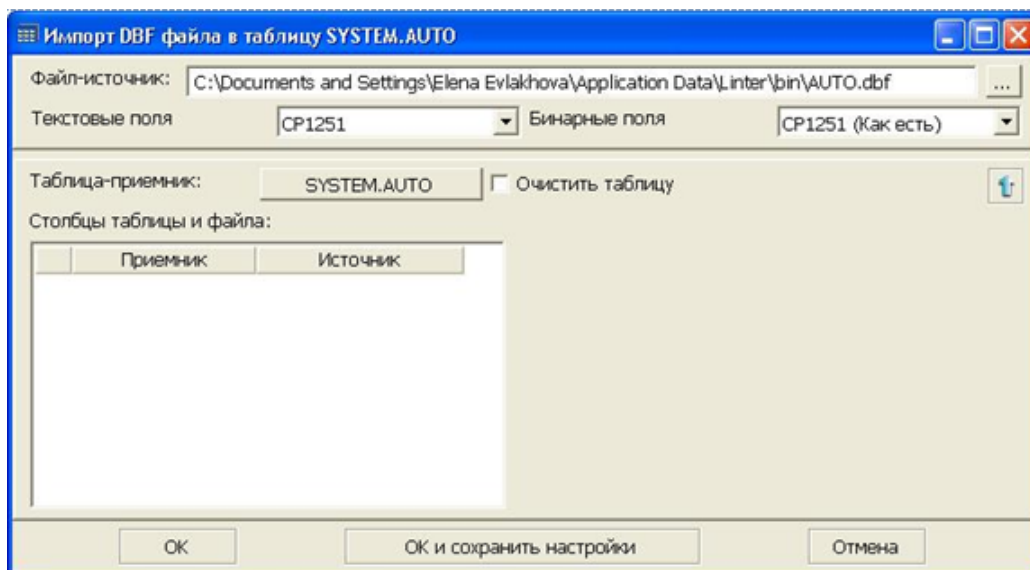 Импорт DBF файла в таблицу SYSTEM.AUTO
Файл-источник: C:\Documents and Settings\Elena Evlakhova\Application Data\Linter\bin\AUTO.dbf ...
Текстовые поля CP1251 Бинарные поля CP1251 (Как есть)
Таблица-приемник: SYSTEM.AUTO Очистить таблицу
Столбцы таблицы и файла:
Приемник Источник
OK OK и сохранить настройки Отмена